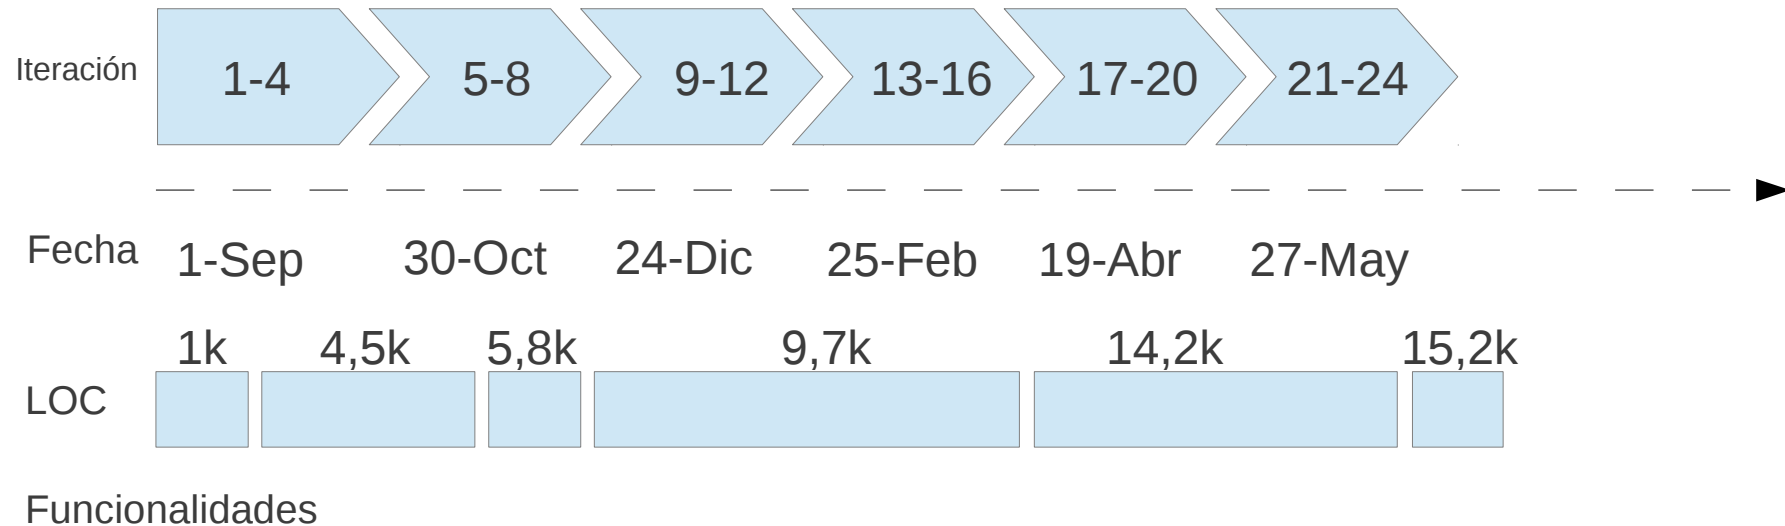 Iteración 1-4 5-8 9-12 13-16 17-20 21-24
Fecha 1-Sep 30-Oct 24-Dic 25-Feb 19-Abr 27-May
1k 4,5k 5,8k 9,7k 14,2k 15,2k
LOC
Funcionalidades